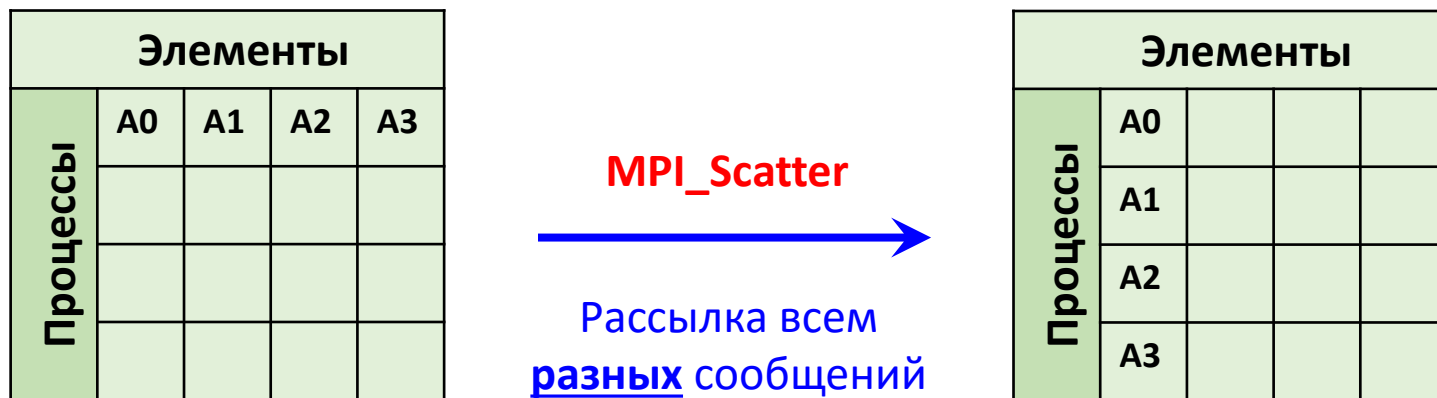 Элементы
Процессы
A0 A1 A2 A3
MPI_Scatter
Рассылка всем
разных сообщений
Элементы
Процессы
A0
A1
A2
A3